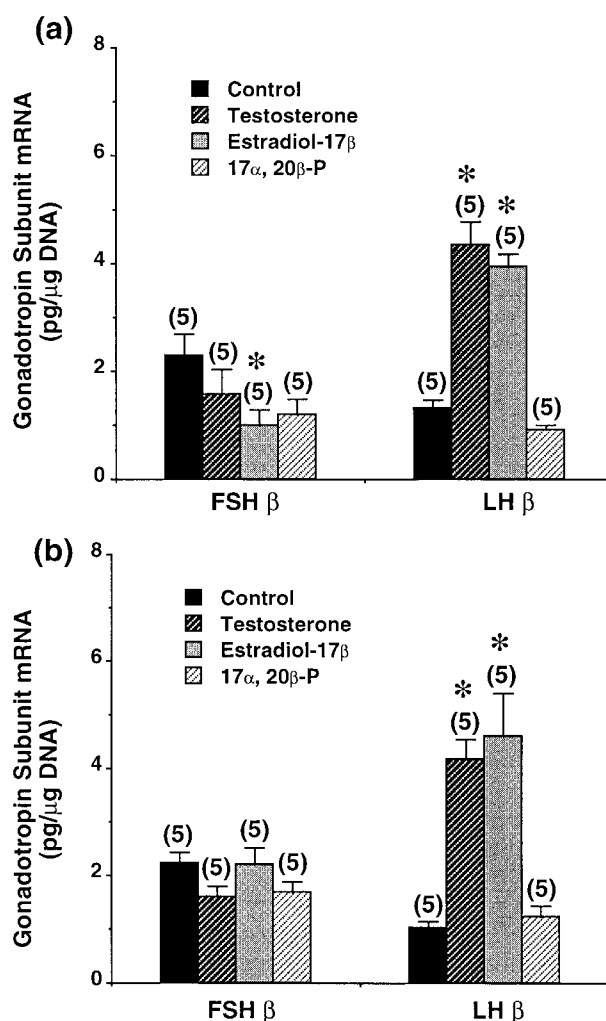 (a)
Gonadotropin Subunit mRNA
(pg/μg DNA)
8
6
4
2
0
Control
Testosterone
Estradiol-17β
17α, 20β-P
(5)
(5)
*
(5)
(5)
(5)
*
(5)
*
(5)
(5)
FSH β
LH β
(b)
Gonadotropin Subunit mRNA
(pg/μg DNA)
8
6
4
2
0
Control
Testosterone
Estradiol-17β
17α, 20β-P
(5)
(5)
(5)
(5)
(5)
*
(5)
*
(5)
(5)
FSH β
LH β